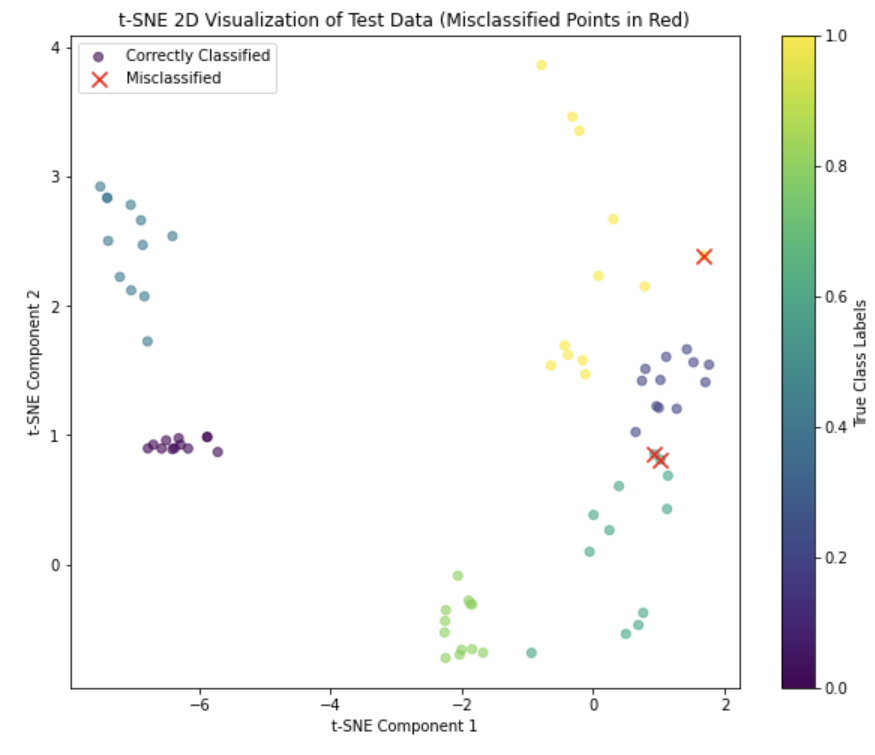 t-SNE 2D Visualization of Test Data (Misclassified Points in Red)
Correctly Classified
Misclassified
4
3
2
1
0
t-SNE Component 2
−6
−4
−2
0
2
t-SNE Component 1
1.0
0.8
0.6
0.4
0.2
0.0
True Class Labels